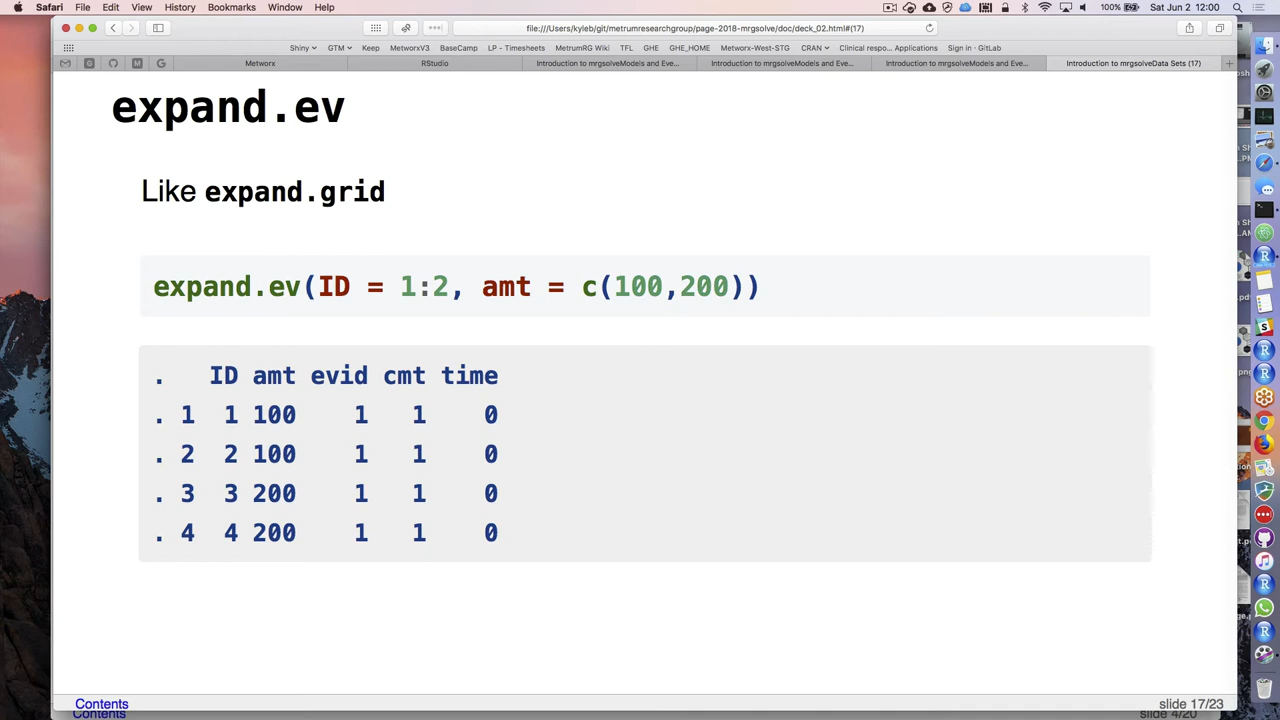 Safari File Edit View History Bookmarks Window Help 100% Sat Jun 2 12:00
file:///Users/kyleb/git/metrumresearchgroup/page-2018-mrgsolve/doc/deck_02.html#(17)
Shiny GTM Keep MetworxV3 BaseCamp LP - Timesheets MetrumRG Wiki TFL GHE GHE_HOME Metworx-West-STG CRAN Clinical respo... Applications Sign in · GitLab
Metworx RStudio Introduction to mrgsolveModels and Eve... Introduction to mrgsolveModels and Eve... Introduction to mrgsolveModels and Eve... Introduction to mrgsolveData Sets (17)
expand.ev
Like expand.grid
expand.ev(ID = 1:2, amt = c(100,200))
. ID amt evid cmt time
. 1 1 100 1 1 0
. 2 2 100 1 1 0
. 3 3 200 1 1 0
. 4 4 200 1 1 0
Contents slide 17/23
Contents slide 4/20